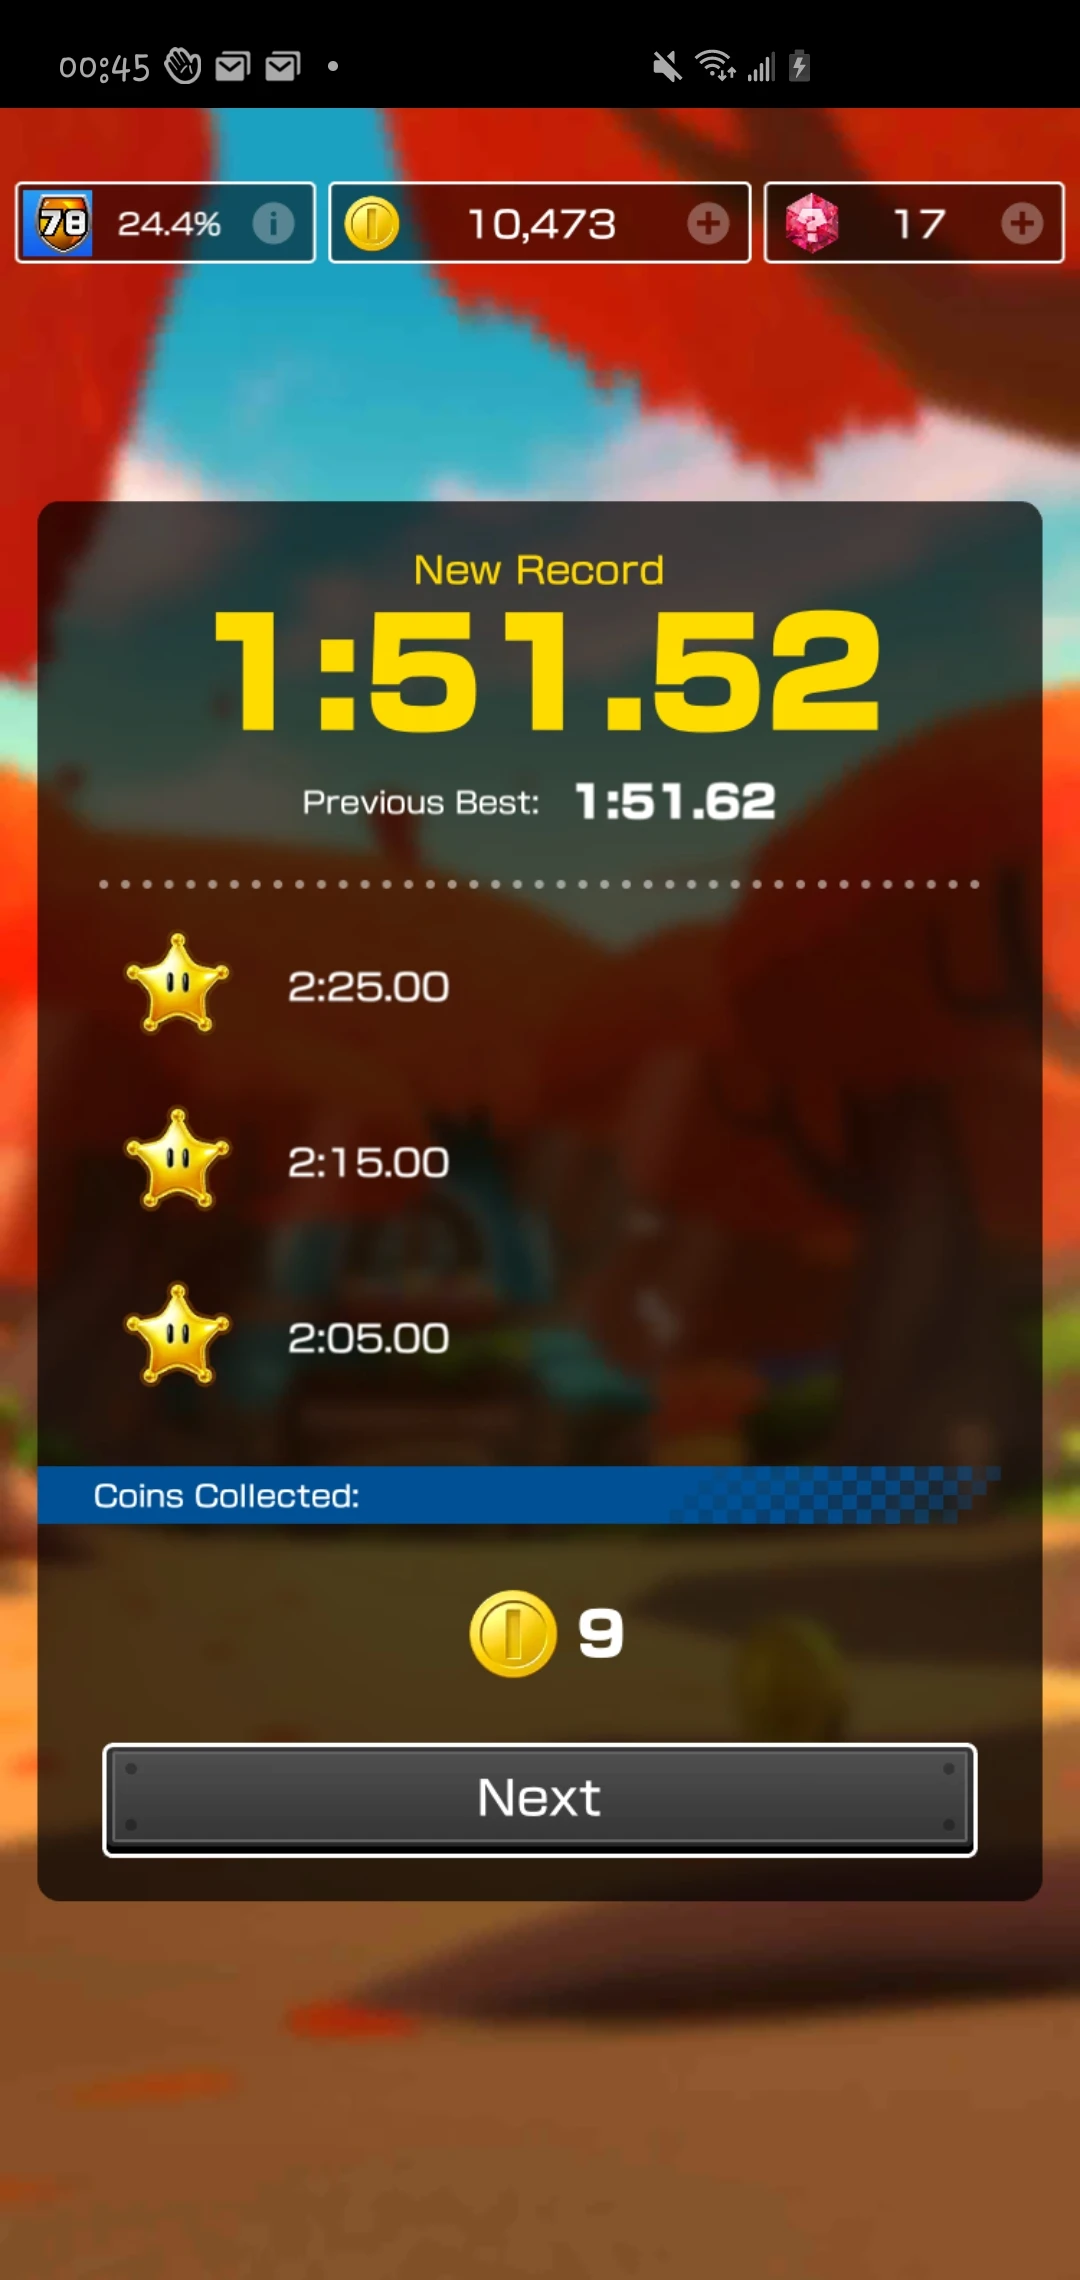 00:45
78 24.4% i 10,473 + ? 17 +
New Record
1:51.52
Previous Best: 1:51.62
2:25.00
2:15.00
2:05.00
Coins Collected:
9
Next